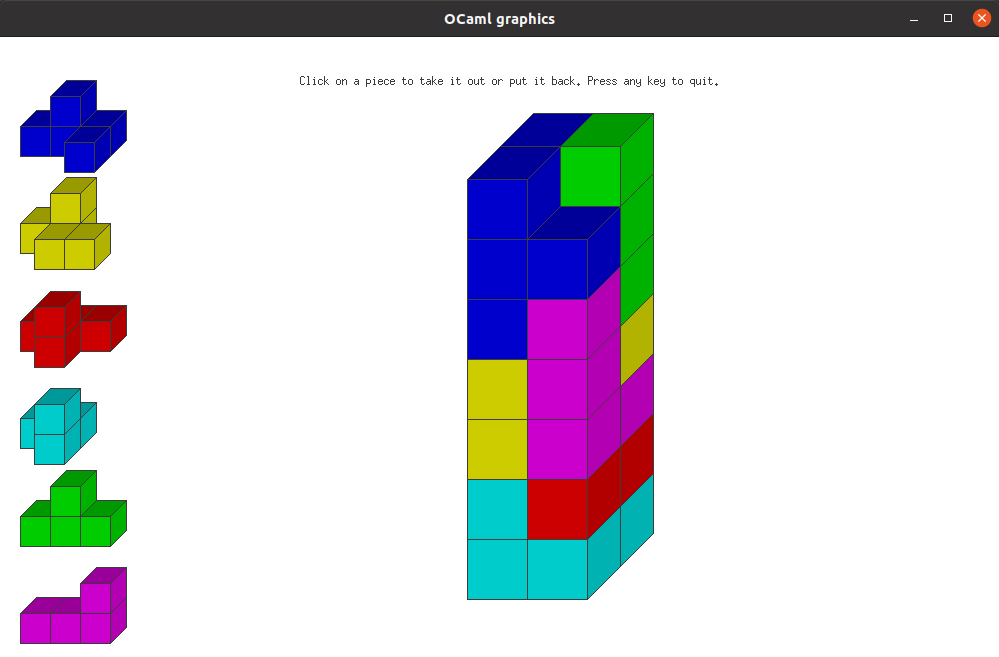 OCaml graphics
Click on a piece to take it out or put it back. Press any key to quit.